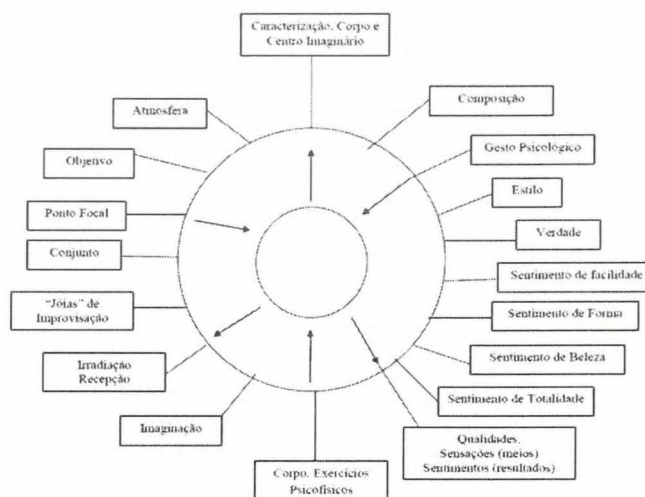 Caracterização, Corpo e
Centro Imaginário
Composição
Gesto Psicológico
Estilo
Verdade
Sentimento de facilidade
Sentimento de Forma
Sentimento de Beleza
Sentimento de Totalidade
Qualidades,
Sensações (meios)
Sentimentos (resultados)
Corpo, Exercícios
Psicofísicos
Imaginação
Irradiação
Recepção
"Jóias" de
Improvisação
Conjunto
Ponto Focal
Objetivo
Atmosfera